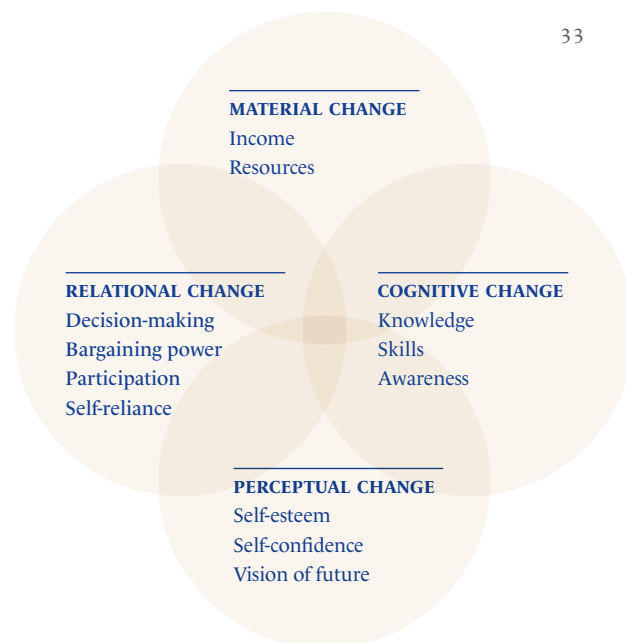 33
MATERIAL CHANGE
Income
Resources
RELATIONAL CHANGE
Decision-making
Bargaining power
Participation
Self-reliance
COGNITIVE CHANGE
Knowledge
Skills
Awareness
PERCEPTUAL CHANGE
Self-esteem
Self-confidence
Vision of future